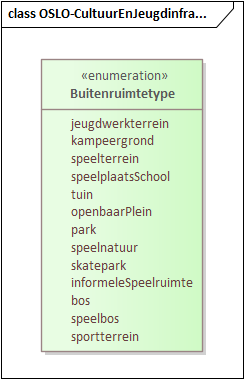 class OSLO-CultuurEnJeugdinfra...
«enumeration»
Buitenruimtetype
jeugdwerkterrein
kampeergrond
speelterrein
speelplaatsSchool
tuin
openbaarPlein
park
speelnatuur
skatepark
informeleSpeelruimte
bos
speelbos
sportterrein